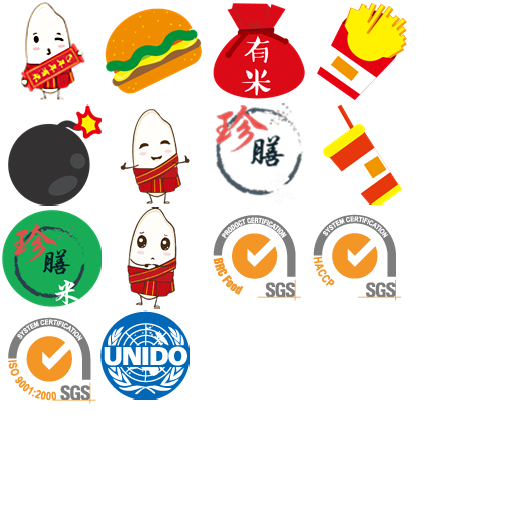 有
米
珍
膳
珍
膳
米
PRODUCT CERTIFICATION
BRC Food
SGS
SYSTEM CERTIFICATION
HACCP
SGS
SYSTEM CERTIFICATION
ISO 9001:2000
SGS
UNIDO